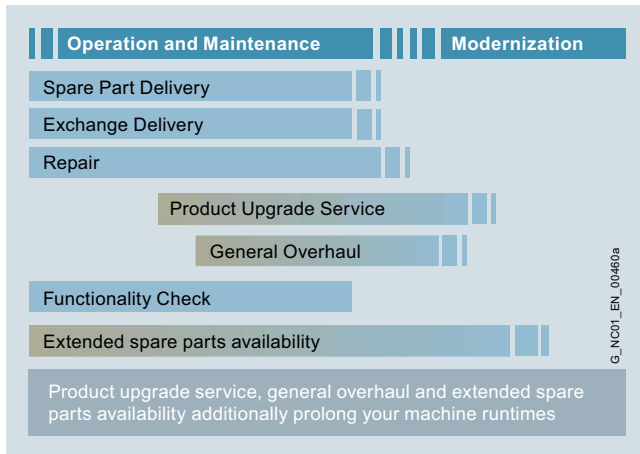 Operation and Maintenance
Modernization
Spare Part Delivery
Exchange Delivery
Repair
Product Upgrade Service
General Overhaul
Functionality Check
Extended spare parts availability
G_NC01_EN_00460a
Product upgrade service, general overhaul and extended spare
parts availability additionally prolong your machine runtimes